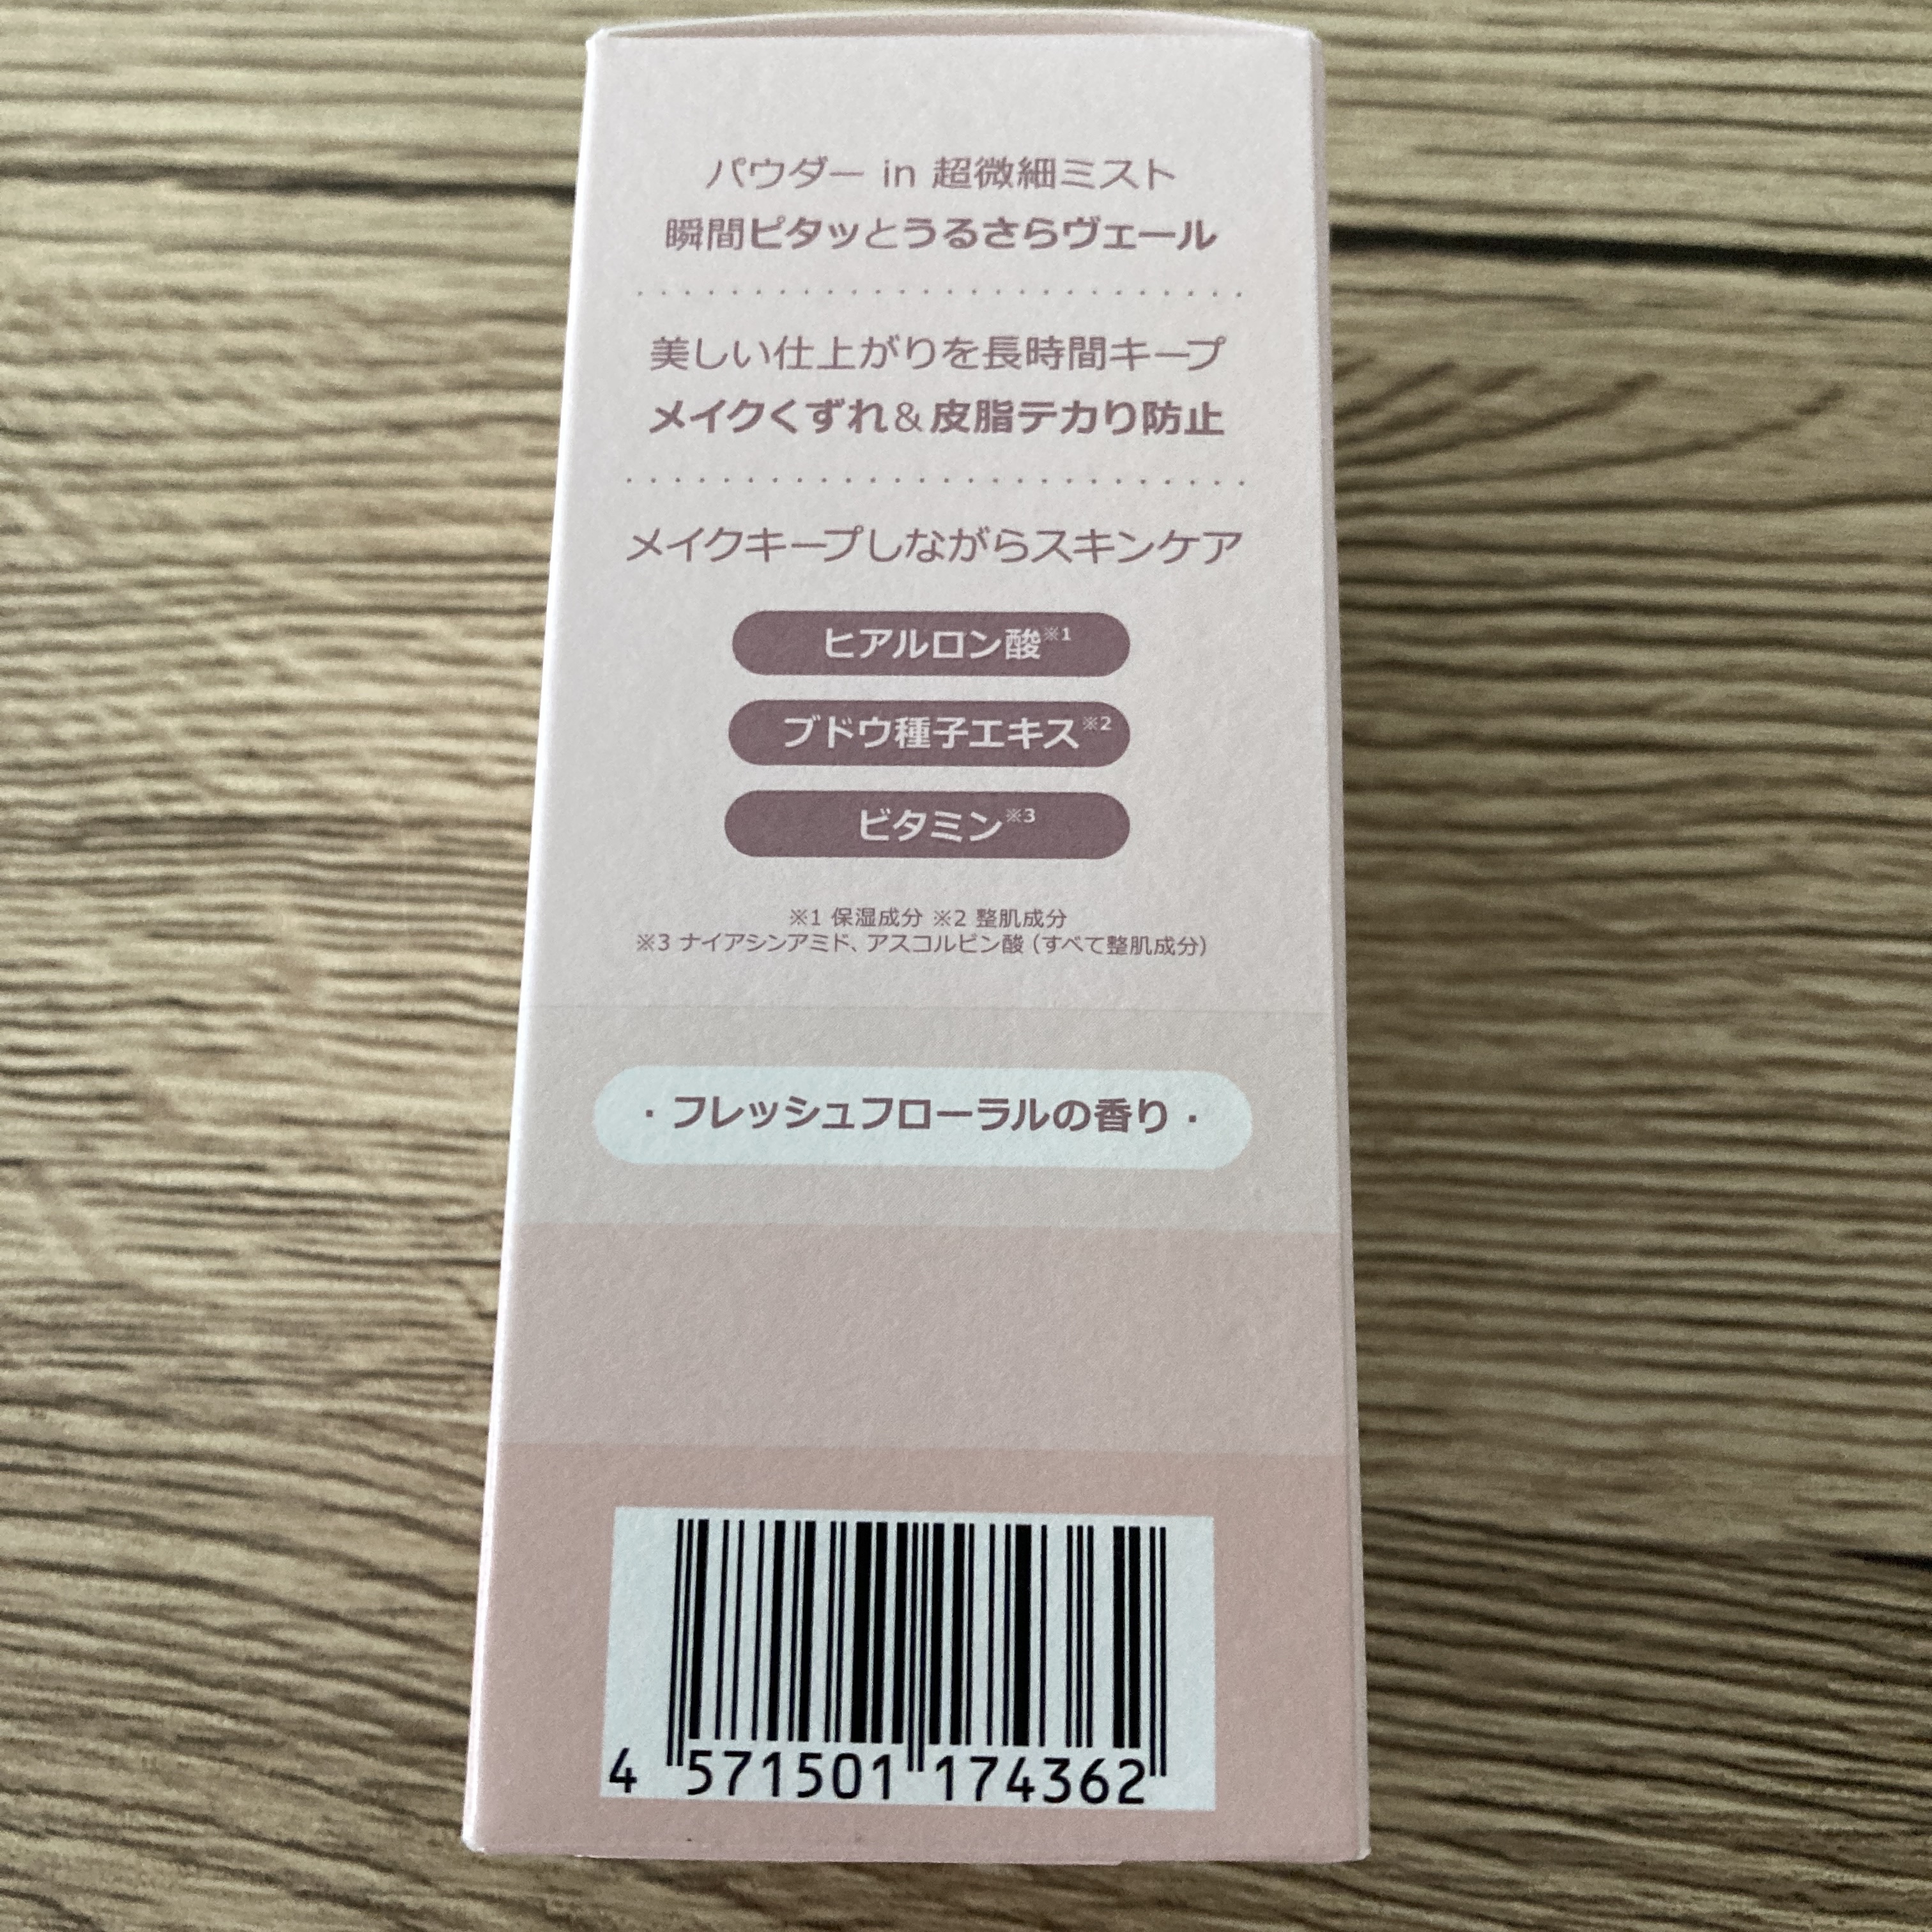 パウダー in 超微細ミスト
瞬間ピタッとうるさらヴェール
美しい仕上がりを長時間キープ
メイクくずれ&皮脂テカり防止
メイクキープしながらスキンケア
ヒアルロン酸※1
ブドウ種子エキス※2
ビタミン※3
※1 保湿成分 ※2 整肌成分
※3 ナイアシンアミド、アスコルビン酸（すべて整肌成分）
・フレッシュフローラルの香り・
4 571501 174362